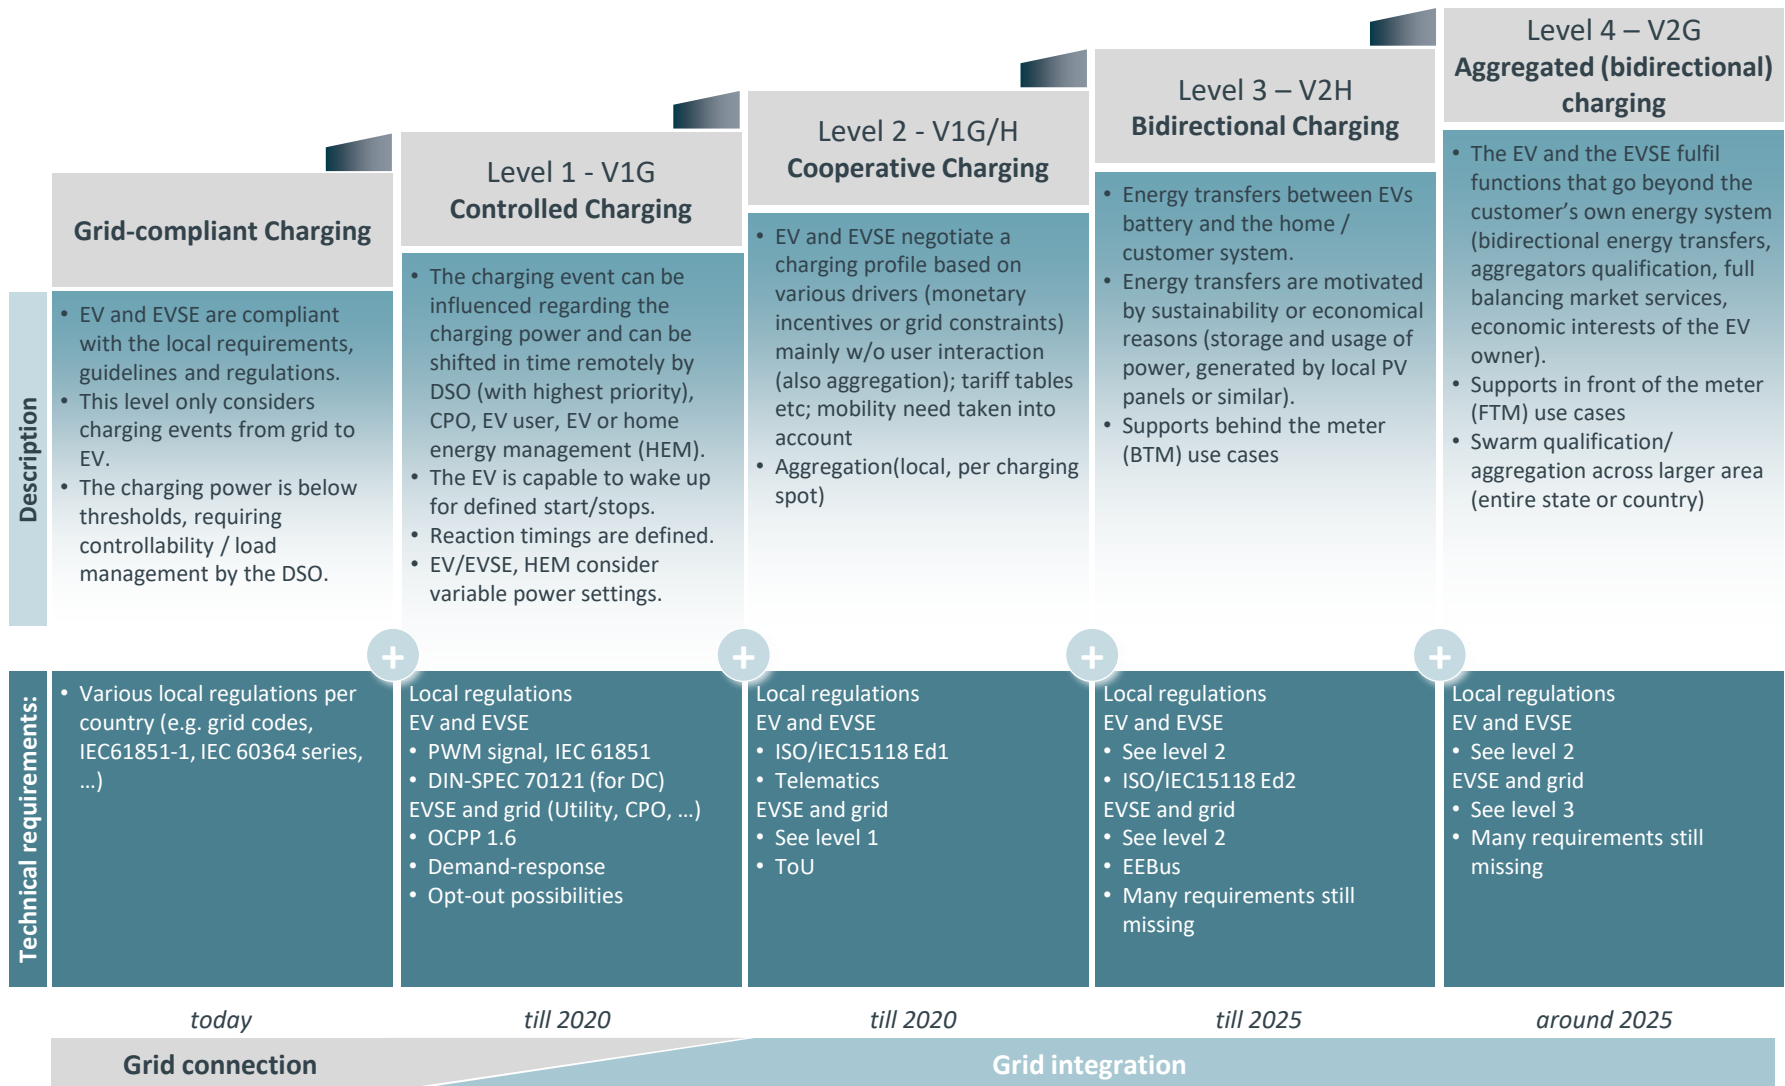 Grid-compliant Charging
Level 1 - V1G
Controlled Charging
Level 2 - V1G/H
Cooperative Charging
Level 3 – V2H
Bidirectional Charging
Level 4 – V2G
Aggregated (bidirectional)
charging
Description
• EV and EVSE are compliant
with the local requirements,
guidelines and regulations.
• This level only considers
charging events from grid to
EV.
• The charging power is below
thresholds, requiring
controllability / load
management by the DSO.
• The charging event can be
influenced regarding the
charging power and can be
shifted in time remotely by
DSO (with highest priority),
CPO, EV user, EV or home
energy management (HEM).
• The EV is capable to wake up
for defined start/stops.
• Reaction timings are defined.
• EV/EVSE, HEM consider
variable power settings.
• EV and EVSE negotiate a
charging profile based on
various drivers (monetary
incentives or grid constraints)
mainly w/o user interaction
(also aggregation); tariff tables
etc; mobility need taken into
account
• Aggregation(local, per charging
spot)
• Energy transfers between EVs
battery and the home /
customer system.
• Energy transfers are motivated
by sustainability or economical
reasons (storage and usage of
power, generated by local PV
panels or similar).
• Supports behind the meter
(BTM) use cases
• The EV and the EVSE fulfil
functions that go beyond the
customer's own energy system
(bidirectional energy transfers,
aggregators qualification, full
balancing market services,
economic interests of the EV
owner).
• Supports in front of the meter
(FTM) use cases
• Swarm qualification/
aggregation across larger area
(entire state or country)
+
+
+
+
Technical requirements:
• Various local regulations per
country (e.g. grid codes,
IEC61851-1, IEC 60364 series,
...)
Local regulations
EV and EVSE
• PWM signal, IEC 61851
• DIN-SPEC 70121 (for DC)
EVSE and grid (Utility, CPO, ...)
• OCPP 1.6
• Demand-response
• Opt-out possibilities
Local regulations
EV and EVSE
• ISO/IEC15118 Ed1
• Telematics
EVSE and grid
• See level 1
• ToU
Local regulations
EV and EVSE
• See level 2
• ISO/IEC15118 Ed2
EVSE and grid
• See level 2
• EEBus
• Many requirements still
missing
Local regulations
EV and EVSE
• See level 2
EVSE and grid
• See level 3
• Many requirements still
missing
today
till 2020
till 2020
till 2025
around 2025
Grid connection
Grid integration